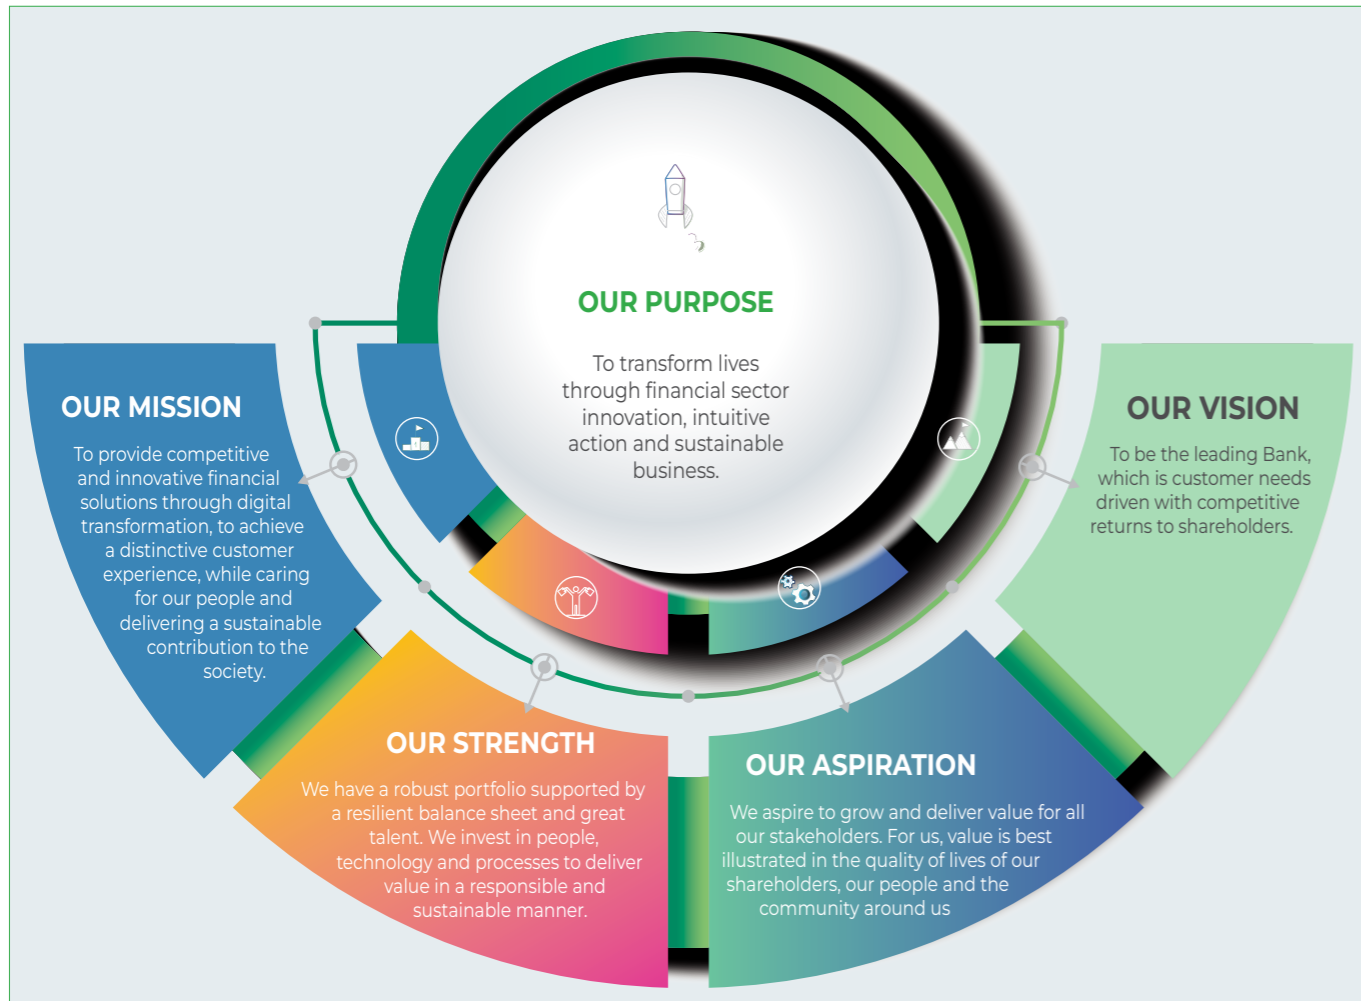 OUR PURPOSE
To transform lives
through financial sector
innovation, intuitive
action and sustainable
business.
OUR MISSION
To provide competitive
and innovative financial
solutions through digital
transformation, to achieve
a distinctive customer
experience, while caring
for our people and
delivering a sustainable
contribution to the
society.
OUR STRENGTH
We have a robust portfolio supported by
a resilient balance sheet and great
talent. We invest in people,
technology and processes to deliver
value in a responsible and
sustainable manner.
OUR ASPIRATION
We aspire to grow and deliver value for all
our stakeholders. For us, value is best
illustrated in the quality of lives of our
shareholders, our people and the
community around us
OUR VISION
To be the leading Bank,
which is customer needs
driven with competitive
returns to shareholders.